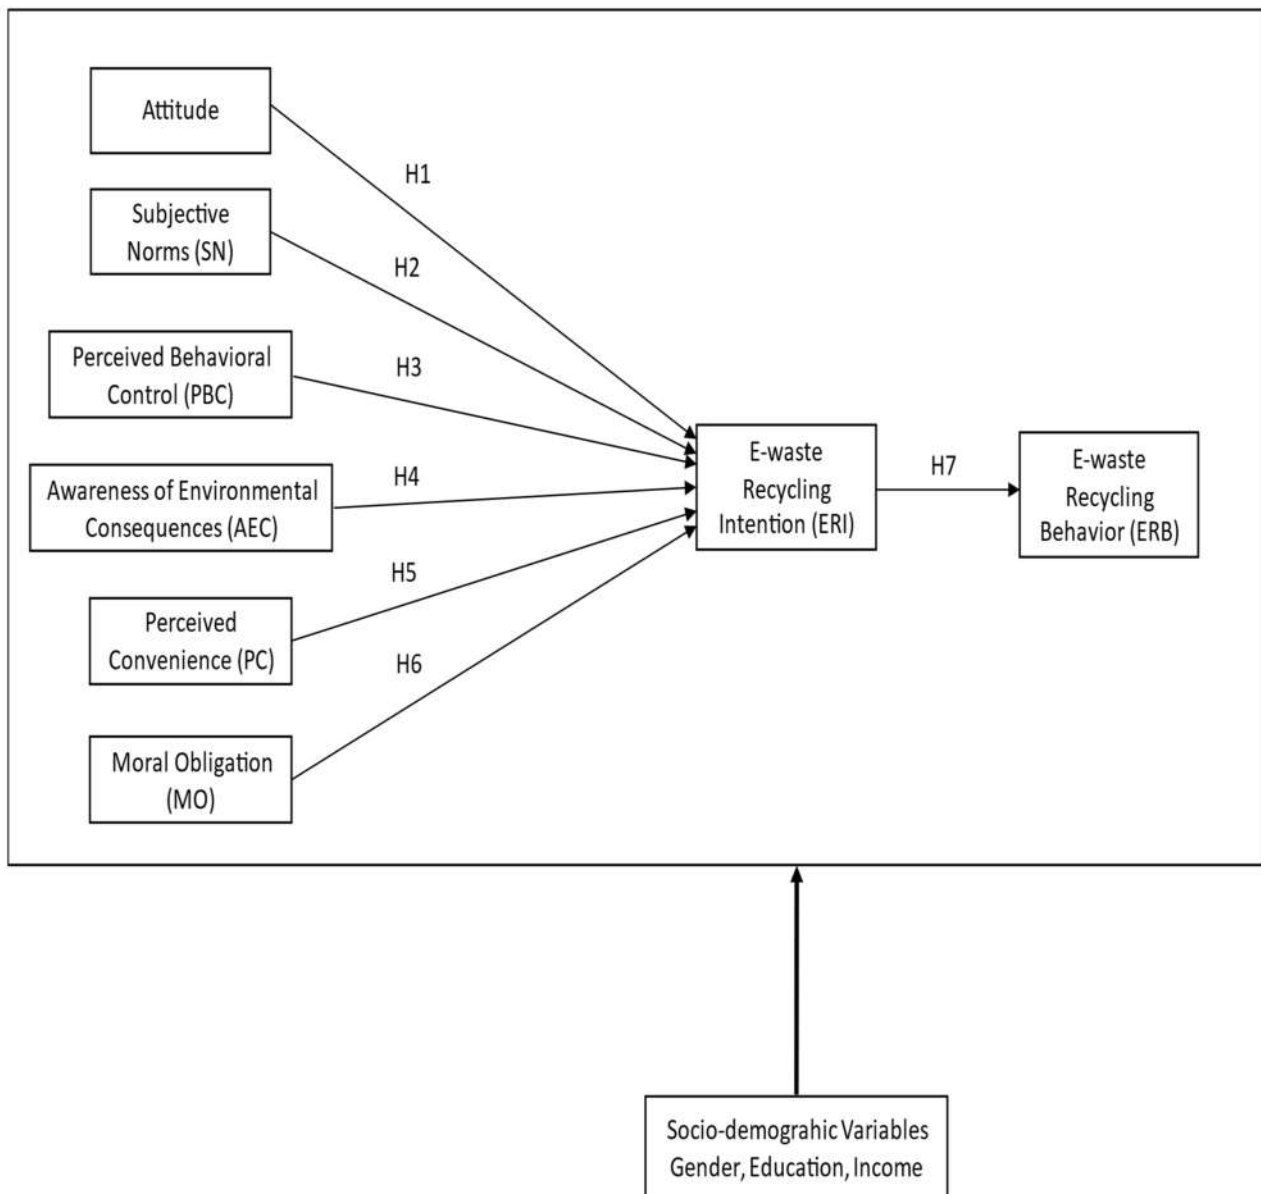 Attitude
H1
Subjective
Norms (SN)
H2
Perceived Behavioral
Control (PBC)
H3
Awareness of Environmental
Consequences (AEC)
H4
Perceived
Convenience (PC)
H5
Moral Obligation
(MO)
H6
E-waste
Recycling
Intention (ERI)
H7
E-waste
Recycling
Behavior (ERB)
Socio-demograhic Variables
Gender, Education, Income